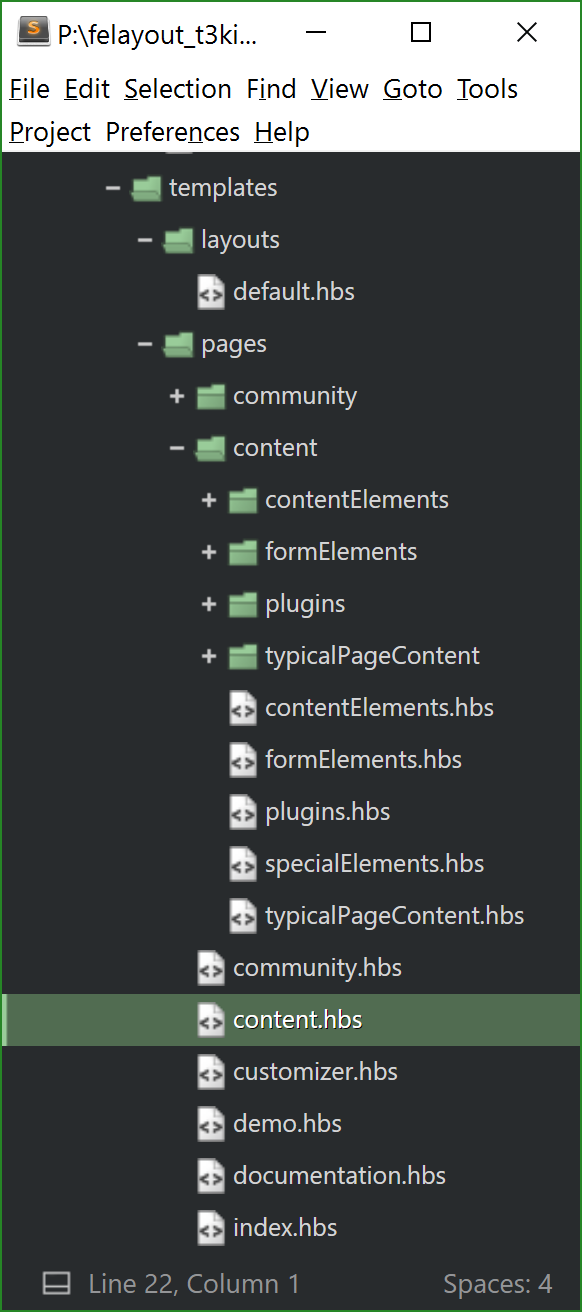 P:\felayout_t3ki...
File Edit Selection Find View Goto Tools
Project Preferences Help
templates
layouts
default.hbs
pages
community
content
contentElements
formElements
plugins
typicalPageContent
contentElements.hbs
formElements.hbs
plugins.hbs
specialElements.hbs
typicalPageContent.hbs
community.hbs
content.hbs
customizer.hbs
demo.hbs
documentation.hbs
index.hbs
Line 22, Column 1 Spaces: 4